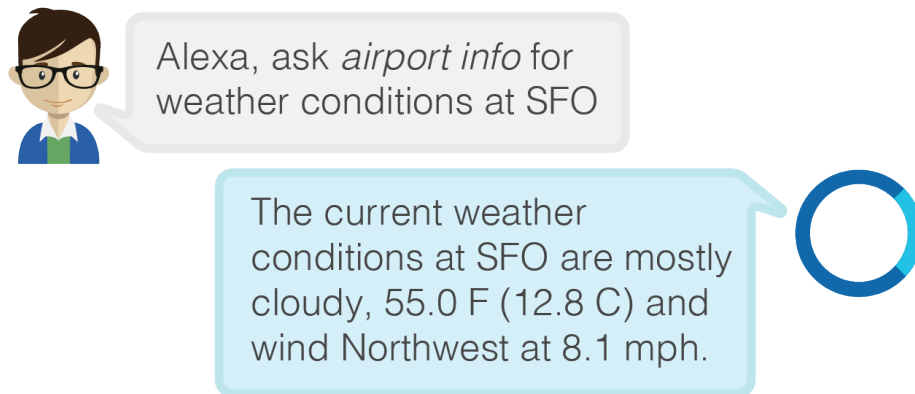 Alexa, ask airport info for
weather conditions at SFO
The current weather
conditions at SFO are mostly
cloudy, 55.0 F (12.8 C) and
wind Northwest at 8.1 mph.